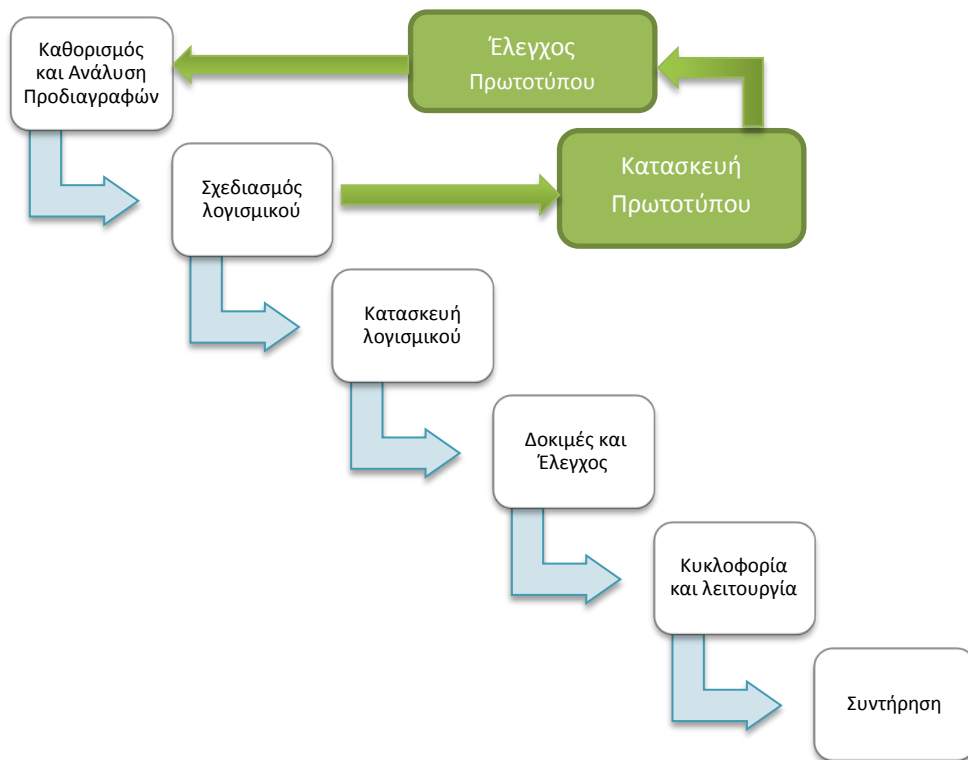 Καθορισμός
και Ανάλυση
Προδιαγραφών
Έλεγχος
Πρωτοτύπου
Σχεδιασμός
λογισμικού
Κατασκευή
Πρωτοτύπου
Κατασκευή
λογισμικού
Δοκιμές και
Έλεγχος
Κυκλοφορία
και λειτουργία
Συντήρηση